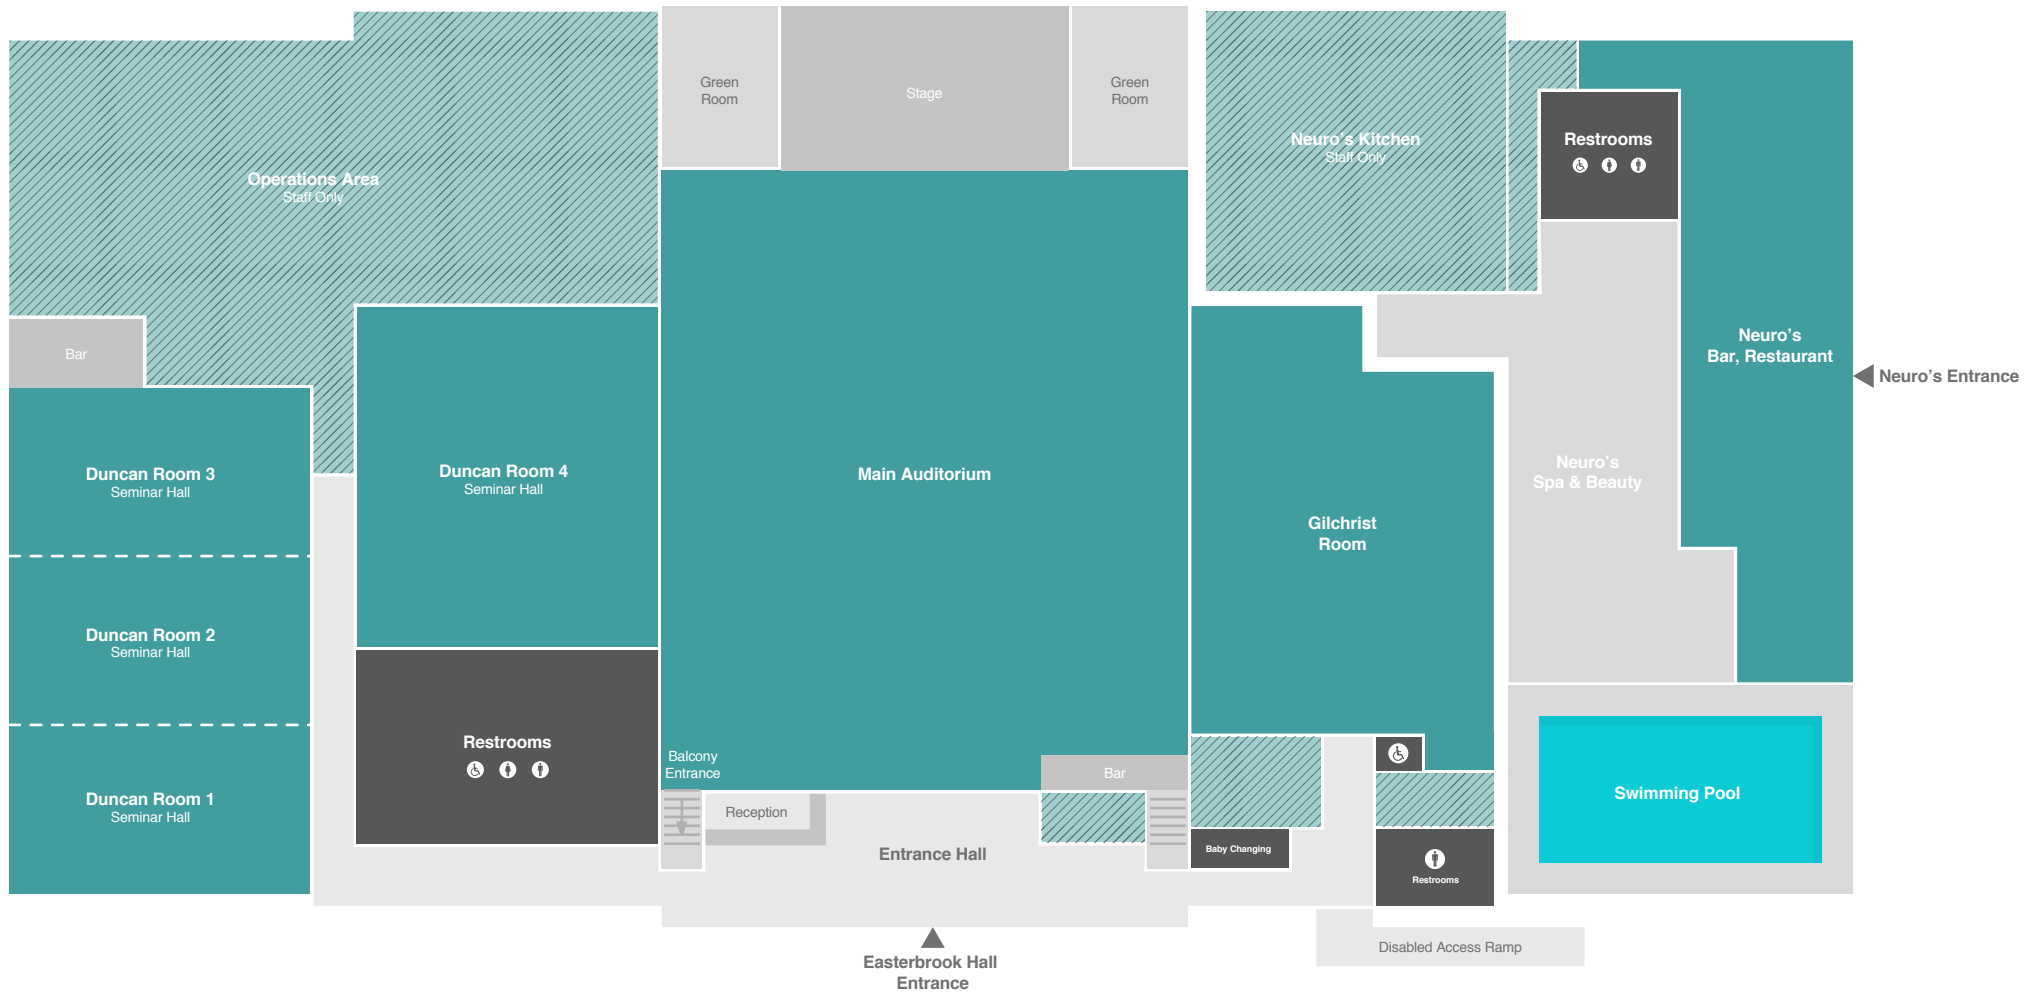 Green
Room
Stage
Green
Room
Neuro’s Kitchen
Staff Only
Restrooms
Operations Area
Staff Only
Bar
Neuro’s
Bar, Restaurant
Neuro’s Entrance
Duncan Room 3
Seminar Hall
Duncan Room 4
Seminar Hall
Main Auditorium
Neuro’s
Spa & Beauty
Gilchrist
Room
Duncan Room 2
Seminar Hall
Restrooms
Balcony
Entrance
Bar
Duncan Room 1
Seminar Hall
Reception
Swimming Pool
Entrance Hall
Baby Changing
Restrooms
Disabled Access Ramp
Easterbrook Hall
Entrance